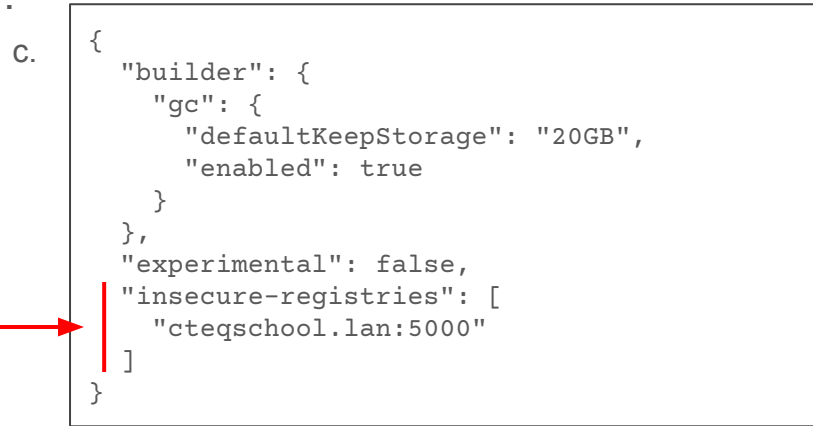 c.
{
  "builder": {
    "gc": {
      "defaultKeepStorage": "20GB",
      "enabled": true
    }
  },
  "experimental": false,
  "insecure-registries": [
    "cteqschool.lan:5000"
  ]
}